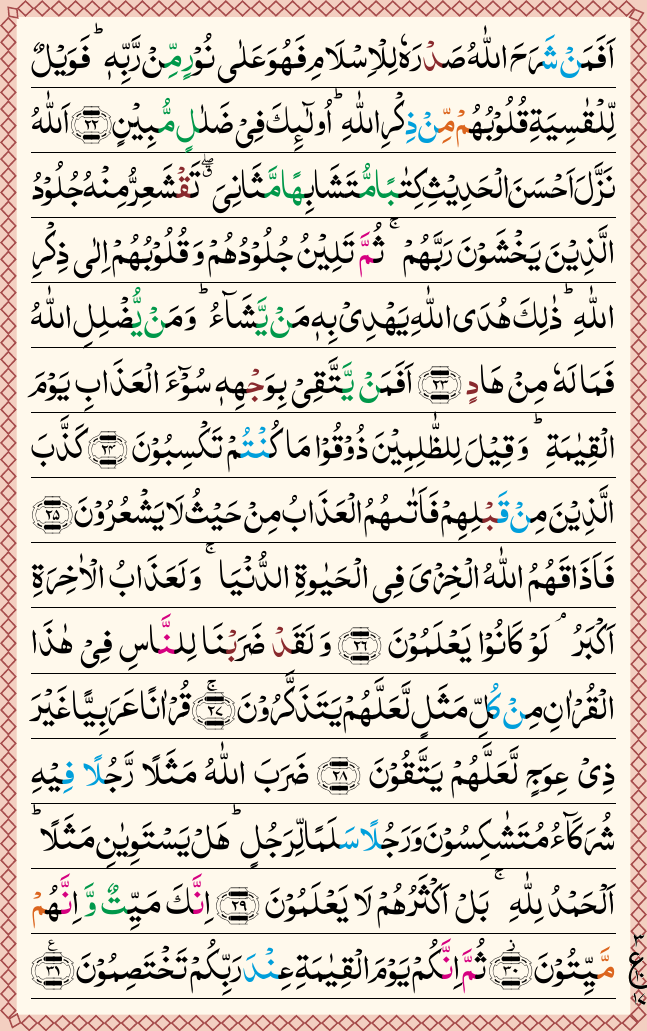 اَفَمَنْ شَرَحَ اللّٰهُ صَدْرَهٗ لِلْاِسْلَامِ فَهُوَ عَلٰى نُوْرٍ مِّنْ رَّبِّهٖ ؕ فَوَيْلٌ
لِّلْقٰسِيَةِ قُلُوْبُهُمْ مِّنْ ذِكْرِ اللّٰهِ ؕ اُولٰٓئِكَ فِىْ ضَلٰلٍ مُّبِيْنٍ ﴿۲۲﴾ اَللّٰهُ
نَزَّلَ اَحْسَنَ الْحَدِيْثِ كِتٰبًا مُّتَشَابِهًا مَّثَانِىَ ۖۗ تَقْشَعِرُّ مِنْهُ جُلُوْدُ
الَّذِيْنَ يَخْشَوْنَ رَبَّهُمْ ۚ ثُمَّ تَلِيْنُ جُلُوْدُهُمْ وَ قُلُوْبُهُمْ اِلٰى ذِكْرِ
اللّٰهِ ؕ ذٰلِكَ هُدَى اللّٰهِ يَهْدِىْ بِهٖ مَنْ يَّشَآءُ ؕ وَ مَنْ يُّضْلِلِ اللّٰهُ
فَمَا لَهٗ مِنْ هَادٍ ﴿۲۳﴾ اَفَمَنْ يَّتَّقِىْ بِوَجْهِهٖ سُوْٓءَ الْعَذَابِ يَوْمَ
الْقِيٰمَةِ ؕ وَ قِيْلَ لِلظّٰلِمِيْنَ ذُوْقُوْا مَا كُنْتُمْ تَكْسِبُوْنَ ﴿۲۴﴾ كَذَّبَ
الَّذِيْنَ مِنْ قَبْلِهِمْ فَاَتٰٮهُمُ الْعَذَابُ مِنْ حَيْثُ لَا يَشْعُرُوْنَ ﴿۲۵﴾
فَاَذَاقَهُمُ اللّٰهُ الْخِزْىَ فِى الْحَيٰوةِ الدُّنْيَا ۚ وَ لَعَذَابُ الْاٰخِرَةِ
اَكْبَرُ ۘ لَوْ كَانُوْا يَعْلَمُوْنَ ﴿۲۶﴾ وَ لَقَدْ ضَرَبْنَا لِلنَّاسِ فِىْ هٰذَا
الْقُرْاٰنِ مِنْ كُلِّ مَثَلٍ لَّعَلَّهُمْ يَتَذَكَّرُوْنَ ۚ ﴿۲۷﴾ قُرْاٰنًا عَرَبِيًّا غَيْرَ
ذِىْ عِوَجٍ لَّعَلَّهُمْ يَتَّقُوْنَ ﴿۲۸﴾ ضَرَبَ اللّٰهُ مَثَلًا رَّجُلًا فِيْهِ
شُرَكَآءُ مُتَشٰكِسُوْنَ وَ رَجُلًا سَلَمًا لِّرَجُلٍ ؕ هَلْ يَسْتَوِيٰنِ مَثَلًا ؕ
اَلْحَمْدُ لِلّٰهِ ۚ بَلْ اَكْثَرُهُمْ لَا يَعْلَمُوْنَ ﴿۲۹﴾ اِنَّكَ مَيِّتٌ وَّ اِنَّهُمْ
مَّيِّتُوْنَ ﴿۳۰﴾ ثُمَّ اِنَّكُمْ يَوْمَ الْقِيٰمَةِ عِنْدَ رَبِّكُمْ تَخْتَصِمُوْنَ ﴿۳۱﴾